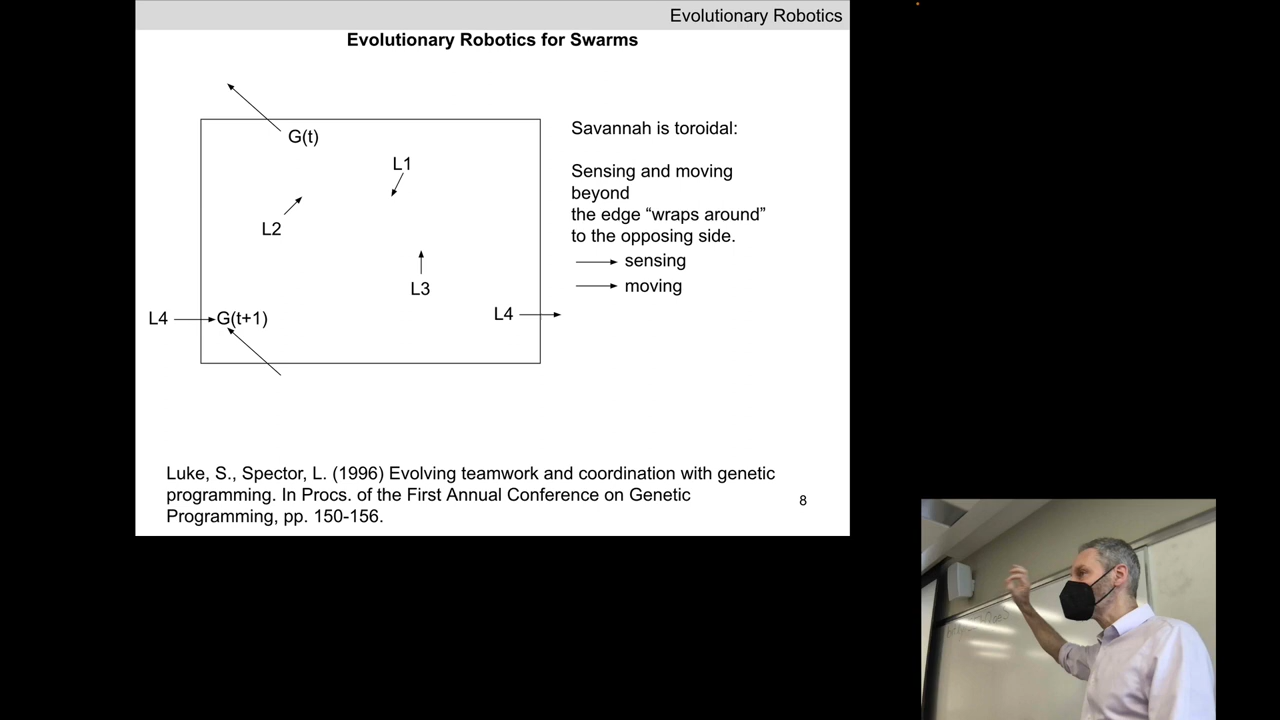 Evolutionary Robotics
Evolutionary Robotics for Swarms
G(t)
L1
L2
L3
L4
G(t+1)
L4
Savannah is toroidal:
Sensing and moving
beyond
the edge “wraps around”
to the opposing side.
sensing
moving
Luke, S., Spector, L. (1996) Evolving teamwork and coordination with genetic
programming. In Procs. of the First Annual Conference on Genetic
Programming, pp. 150-156.
8